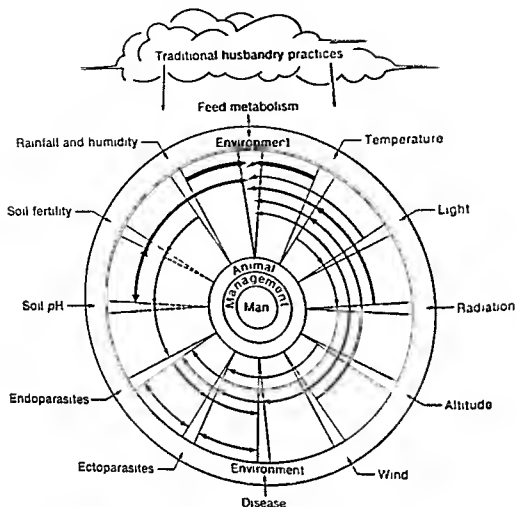 Traditional husbandry practices
Feed metabolism
Rainfall and humidity
Environment
Temperature
Soil fertility
Light
Animal
Management
Man
Soil pH
Radiation
Endoparasites
Altitude
Ectoparasites
Environment
Wind
Disease